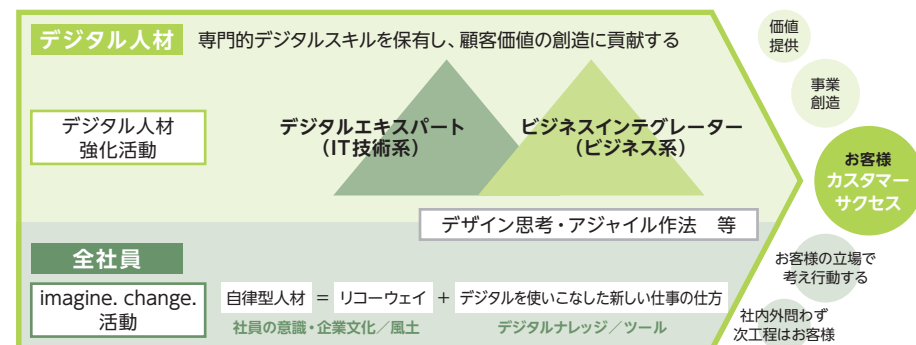 デジタル人材 専門的デジタルスキルを保有し、顧客価値の創造に貢献する
デジタル人材
強化活動
デジタルエキスパート
（IT技術系）
ビジネスインテグレーター
（ビジネス系）
デザイン思考・アジャイル作法　等
全社員
imagine. change.
活動
自律型人材 = リコーウェイ + デジタルを使いこなした新しい仕事の仕方
社員の意識・企業文化／風土
デジタルナレッジ／ツール
価値
提供
事業
創造
お客様
カスタマー
サクセス
お客様の立場で
考え行動する
社内外問わず
次工程はお客様